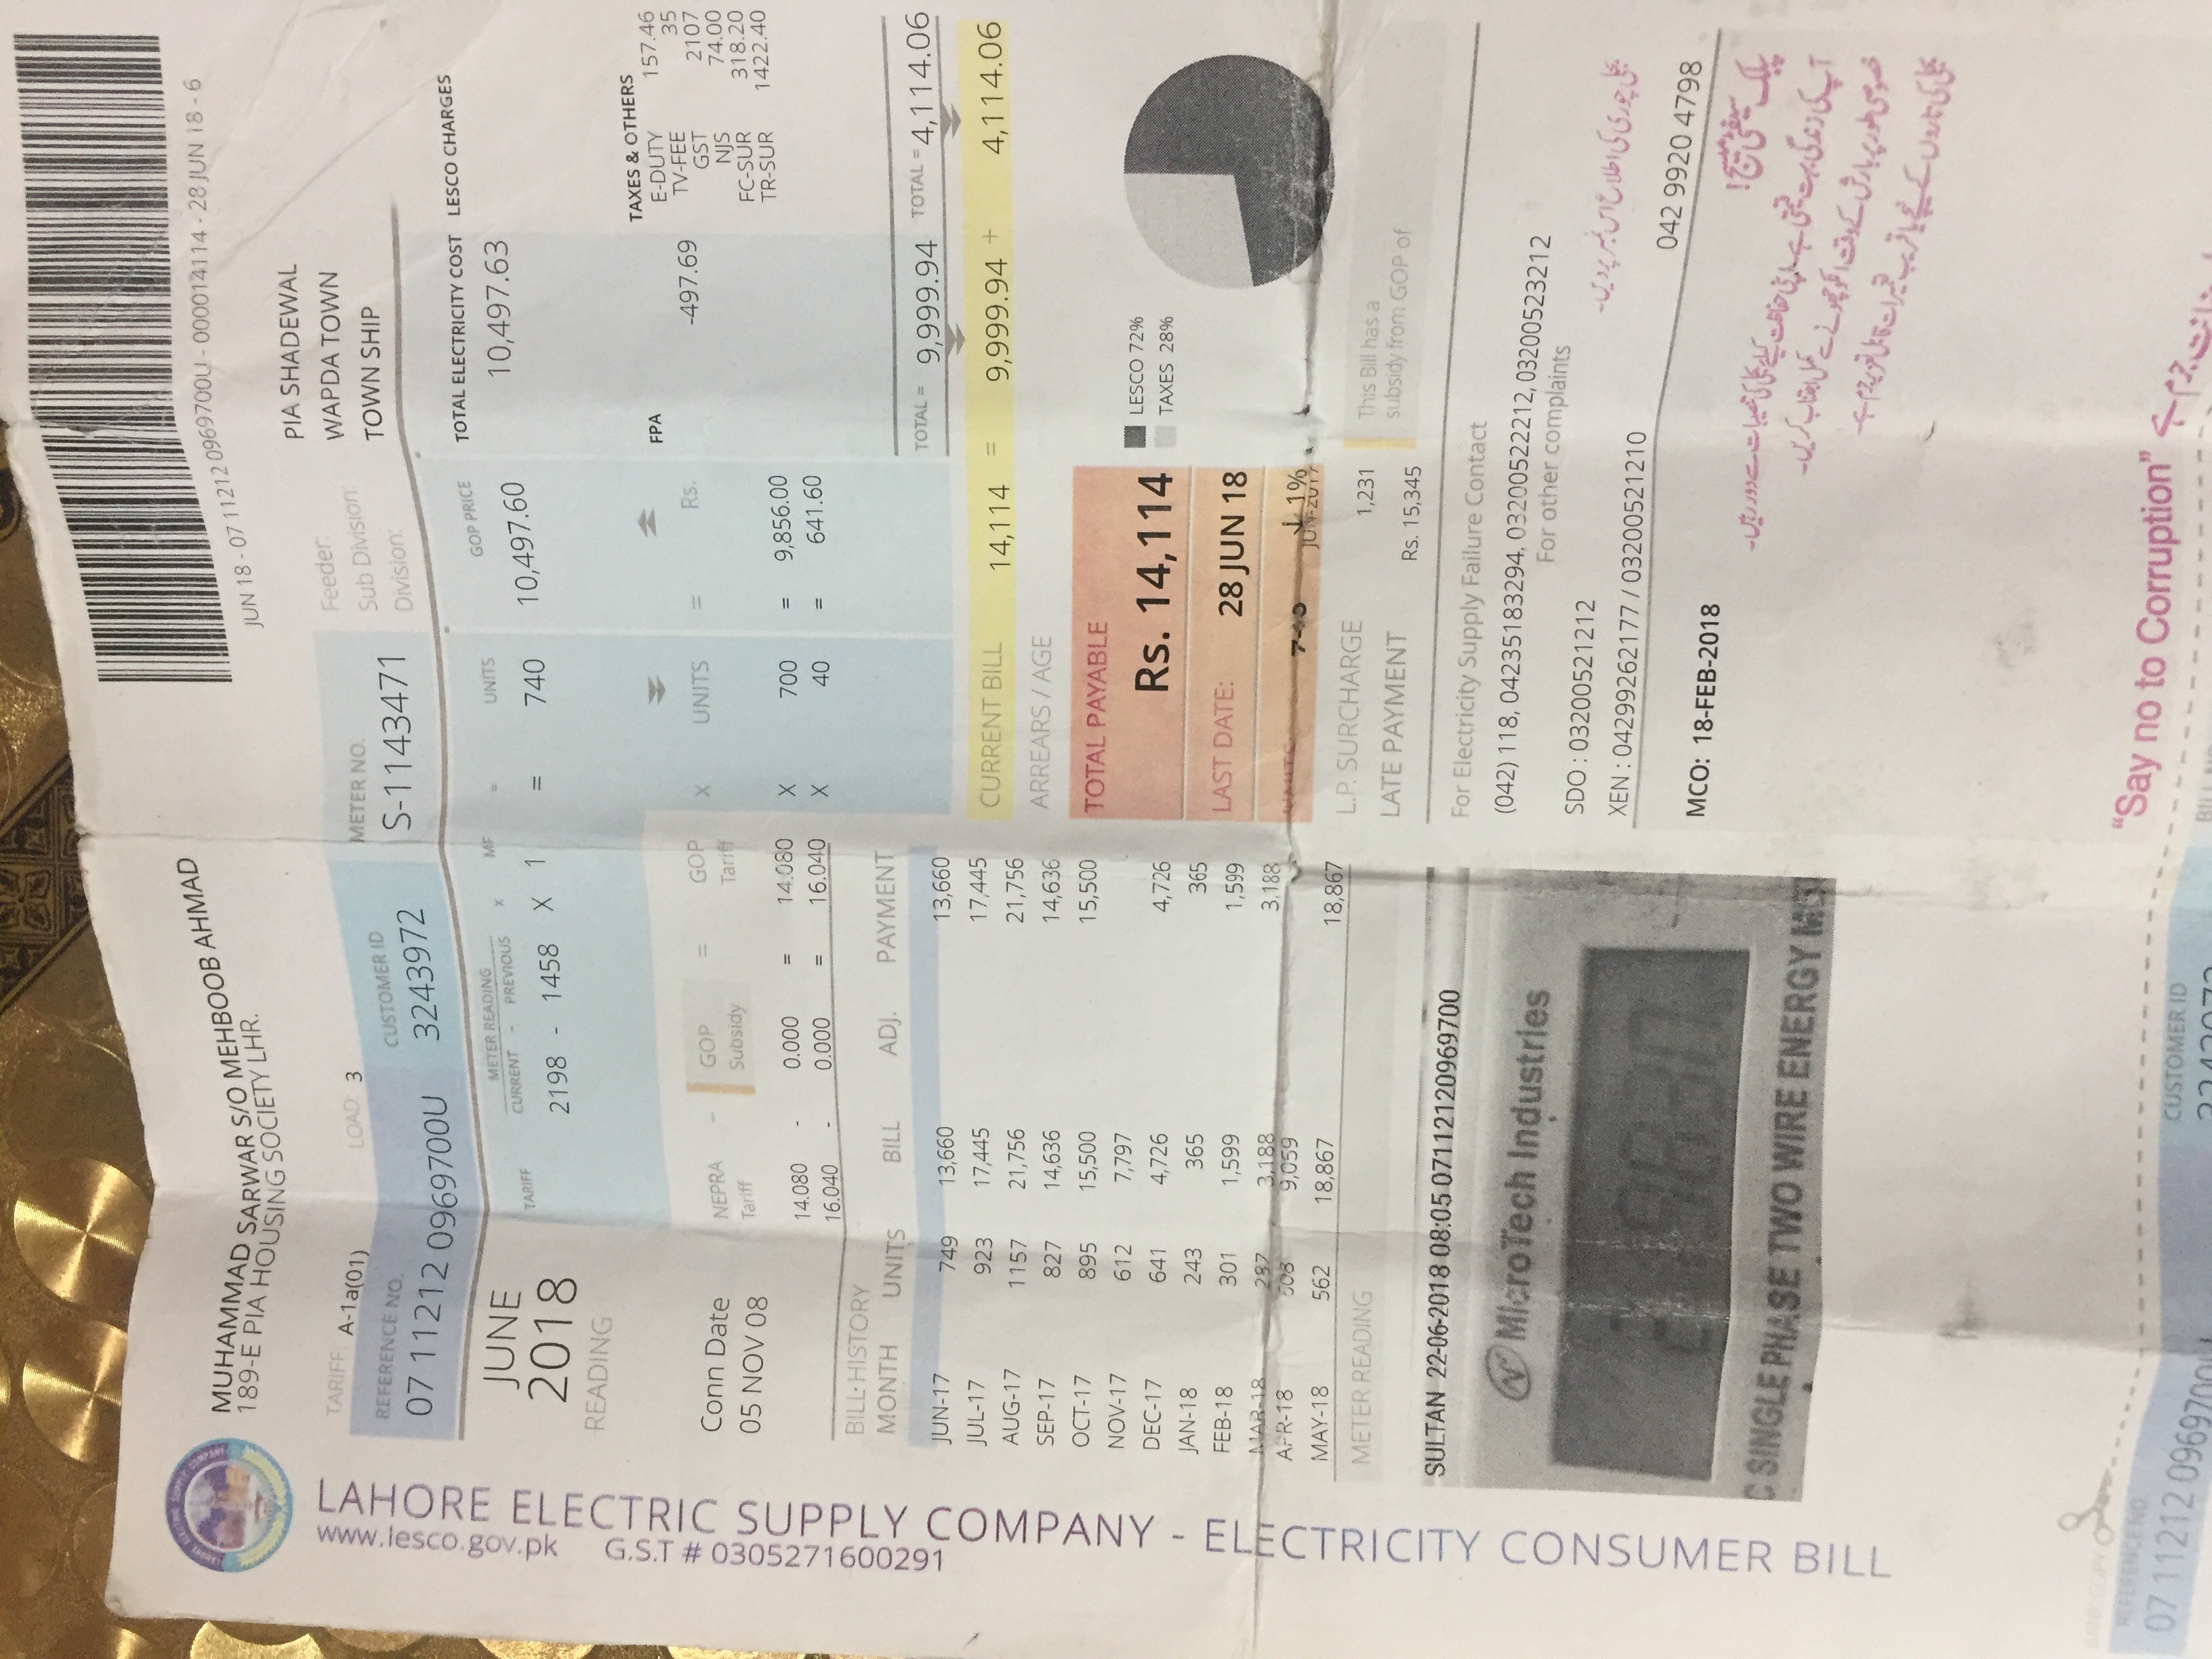 JUN 18 - 07 11212 0969700U - 000014114 - 28 JUN 18 - 6
LAHORE ELECTRIC SUPPLY COMPANY
MUHAMMAD SARWAR S/O MEHBOOB AHMAD
189-E PIA HOUSING SOCIETY LHR.
LAHORE ELECTRIC SUPPLY COMPANY - ELECTRICITY CONSUMER BILL
www.lesco.gov.pk G.S.T # 0305271600291
Feeder: PIA SHADEWAL
Sub Division: WAPDA TOWN
Division: TOWN SHIP
TARIFF: A-1a(01) LOAD: 3
REFERENCE NO. CUSTOMER ID METER NO.
07 11212 0969700U 3243972 S-1143471
JUNE
2018
READING
METER READING x MF = UNITS GOP PRICE
TARIFF CURRENT - PREVIOUS
2198 - 1458 X 1 = 740 10,497.60
TOTAL ELECTRICITY COST LESCO CHARGES
10,497.63
FPA
-497.69
TAXES & OTHERS
E-DUTY 157.46
TV-FEE 35
GST 2107
NJS 74.00
FC-SUR 318.20
TR-SUR 1422.40
Conn Date
05 NOV 08
NEPRA Tariff - GOP Subsidy = GOP Tariff X UNITS = Rs.
14.080 - 0.000 = 14.080 X 700 = 9,856.00
16.040 - 0.000 = 16.040 X 40 = 641.60
TOTAL = 9,999.94 TOTAL = 4,114.06
CURRENT BILL 14,114 = 9,999.94 + 4,114.06
ARREARS / AGE
BILL HISTORY
MONTH UNITS BILL ADJ. PAYMENT
JUN-17 749 13,660 13,660
JUL-17 923 17,445 17,445
AUG-17 1157 21,756 21,756
SEP-17 827 14,636 14,636
OCT-17 895 15,500 15,500
NOV-17 612 7,797
DEC-17 641 4,726 4,726
JAN-18 243 365 365
FEB-18 301 1,599 1,599
MAR-18 287 3,188 3,188
APR-18 9,059
MAY-18 562 18,867 18,867
TOTAL PAYABLE
Rs. 14,114
LAST DATE: 28 JUN 18
UNITS: 740 ↓ 1%
JUN-2017
LESCO 72%
TAXES 28%
L.P. SURCHARGE 1,231
LATE PAYMENT Rs. 15,345
This Bill has a
subsidy from GOP of
METER READING
SULTAN 22-06-2018 08:05 07112120969700
MicroTech Industries
C SINGLE PHASE TWO WIRE ENERGY
For Electricity Supply Failure Contact
(042) 118, 04235183294, 03200522212, 03200523212
For other complaints
SDO : 03200521212
XEN : 04299262177 / 03200521210
بجلی چوری کی اطلاع اس نمبر پر دیں۔
042 9920 4798
MCO: 18-FEB-2018
پبلک سیفٹی میسج!
آپ کی زندگی بہت قیمتی ہے۔ اپنی حفاظت کیلئے بجلی کی تنصیبات سے دور رہیں۔
خصوصی طور پر بارش کے وقت انکو چھونے سے مکمل اجتناب کریں۔
بجلی کی تاروں کے نیچے یا قریب تعمیرات قابل تعزیر جرم ہے۔
BANK COPY
"Say no to Corruption" جرم ہے
REFERENCE NO.
07 11212 0969700U
CUSTOMER ID
3243972
BILL